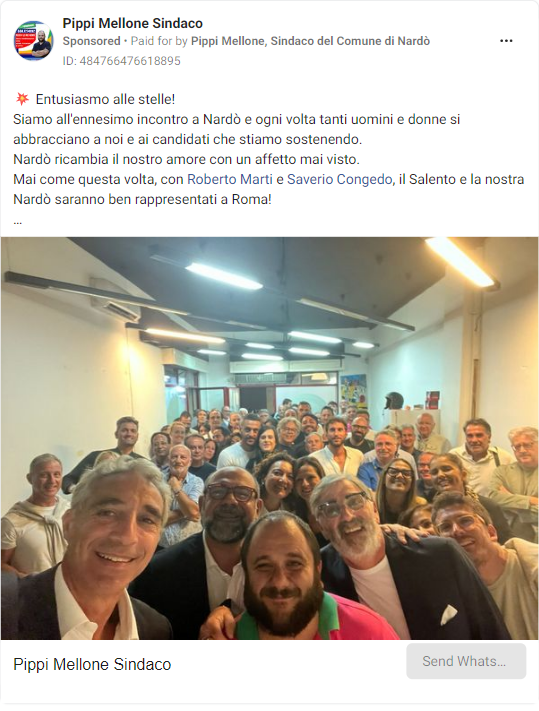 Pippi Mellone Sindaco
Sponsored • Paid for by Pippi Mellone, Sindaco del Comune di Nardò
ID: 484766476618895
💥 Entusiasmo alle stelle!
Siamo all'ennesimo incontro a Nardò e ogni volta tanti uomini e donne si
abbracciano a noi e ai candidati che stiamo sostenendo.
Nardò ricambia il nostro amore con un affetto mai visto.
Mai come questa volta, con Roberto Marti e Saverio Congedo, il Salento e la nostra
Nardò saranno ben rappresentati a Roma!
...
Pippi Mellone Sindaco
Send Whats...